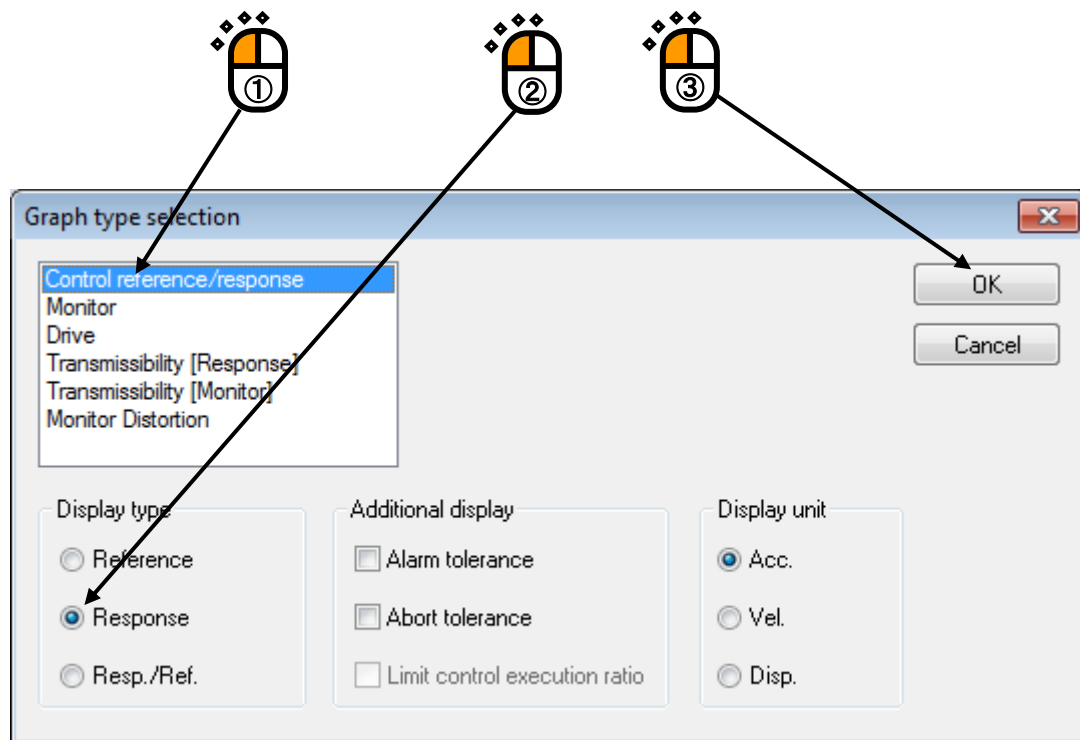 ① ② ③
Graph type selection
Control reference/response
Monitor
Drive
Transmissibility [Response]
Transmissibility [Monitor]
Monitor Distortion
OK
Cancel
Display type
Reference
Response
Resp./Ref.
Additional display
Alarm tolerance
Abort tolerance
Limit control execution ratio
Display unit
Acc.
Vel.
Disp.